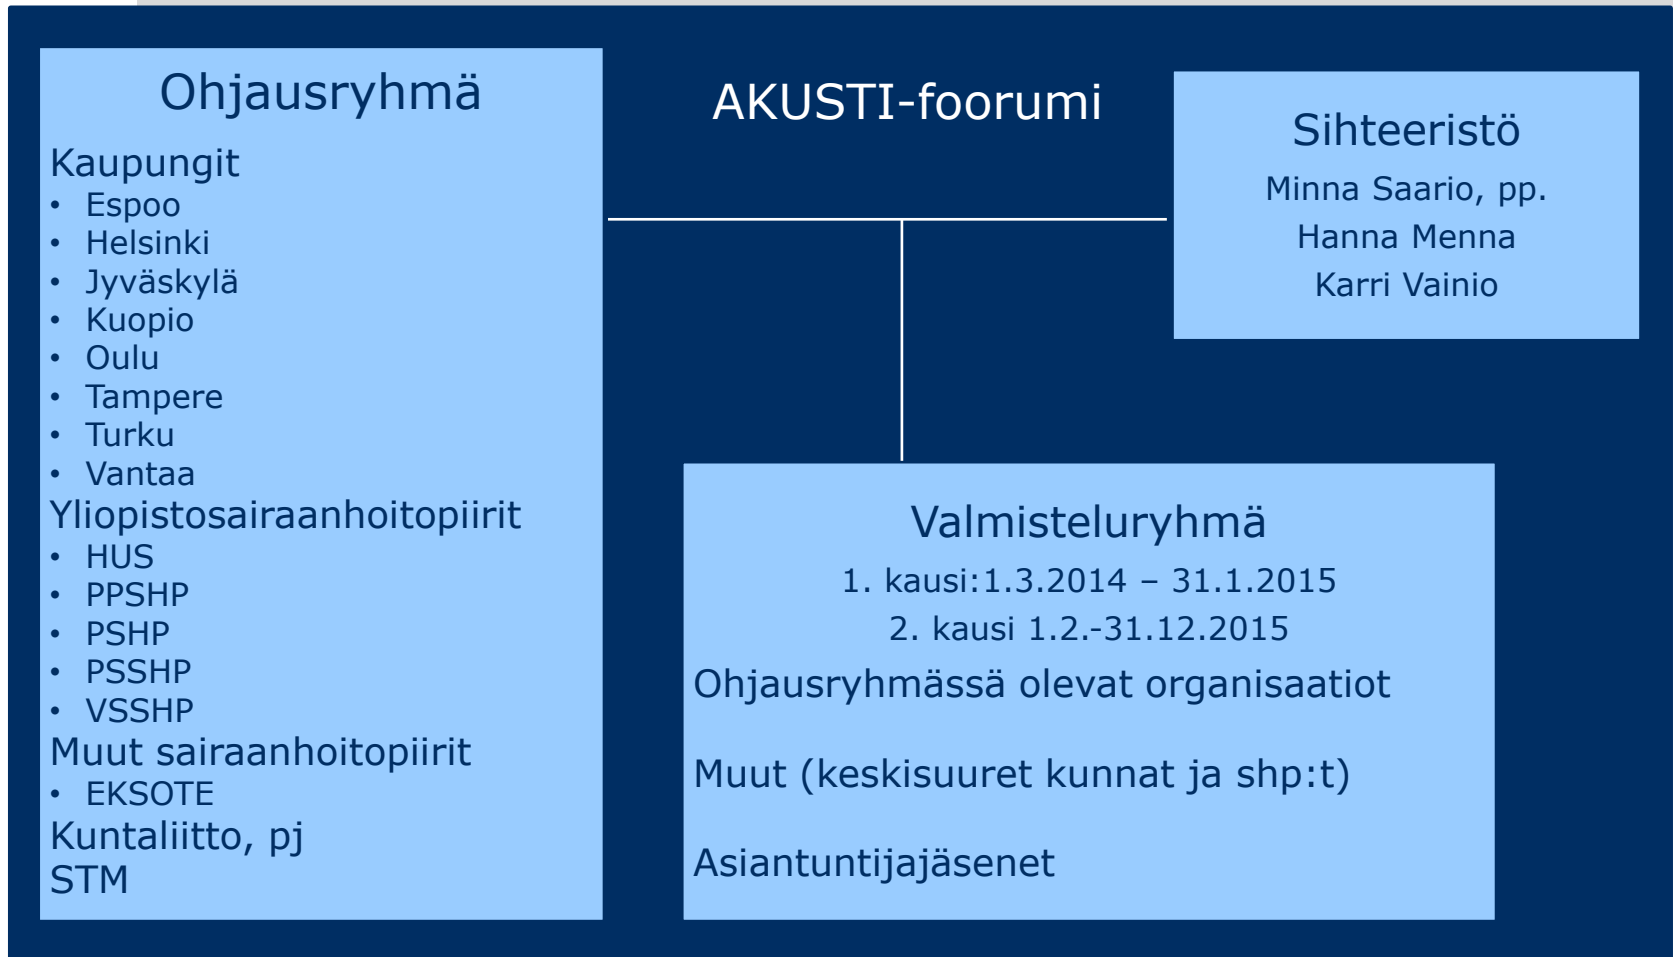 Ohjausryhmä
Kaupungit
• Espoo
• Helsinki
• Jyväskylä
• Kuopio
• Oulu
• Tampere
• Turku
• Vantaa
Yliopistosairaanhoitopiirit
• HUS
• PPSHP
• PSHP
• PSSHP
• VSSHP
Muut sairaanhoitopiirit
• EKSOTE
Kuntaliitto, pj
STM
AKUSTI-foorumi
Sihteeristö
Minna Saario, pp.
Hanna Menna
Karri Vainio
Valmisteluryhmä
1. kausi:1.3.2014 – 31.1.2015
2. kausi 1.2.-31.12.2015
Ohjausryhmässä olevat organisaatiot
Muut (keskisuuret kunnat ja shp:t)
Asiantuntijajäsenet